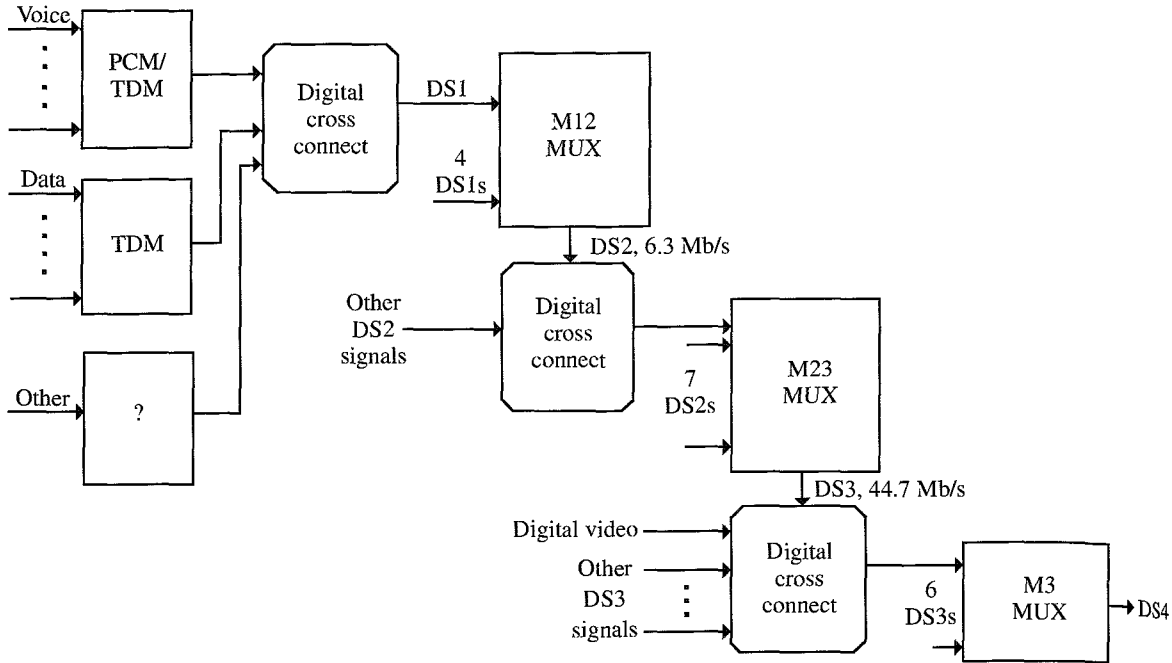 Voice
PCM/
TDM
Data
TDM
Other
?
Digital
cross
connect
DS1
4
DS1s
M12
MUX
DS2, 6.3 Mb/s
Other
DS2
signals
Digital
cross
connect
7
DS2s
M23
MUX
DS3, 44.7 Mb/s
Digital video
Other
DS3
signals
Digital
cross
connect
6
DS3s
M3
MUX
DS4